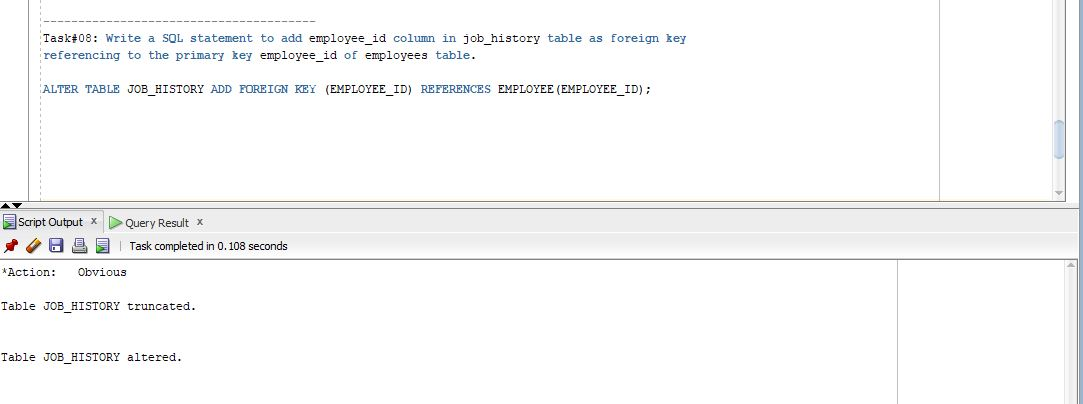 --------------------------------------
Task#08: Write a SQL statement to add employee_id column in job_history table as foreign key
referencing to the primary key employee_id of employees table.
ALTER TABLE JOB_HISTORY ADD FOREIGN KEY (EMPLOYEE_ID) REFERENCES EMPLOYEE(EMPLOYEE_ID);
Script Output x Query Result x
Task completed in 0.108 seconds
*Action: Obvious
Table JOB_HISTORY truncated.
Table JOB_HISTORY altered.